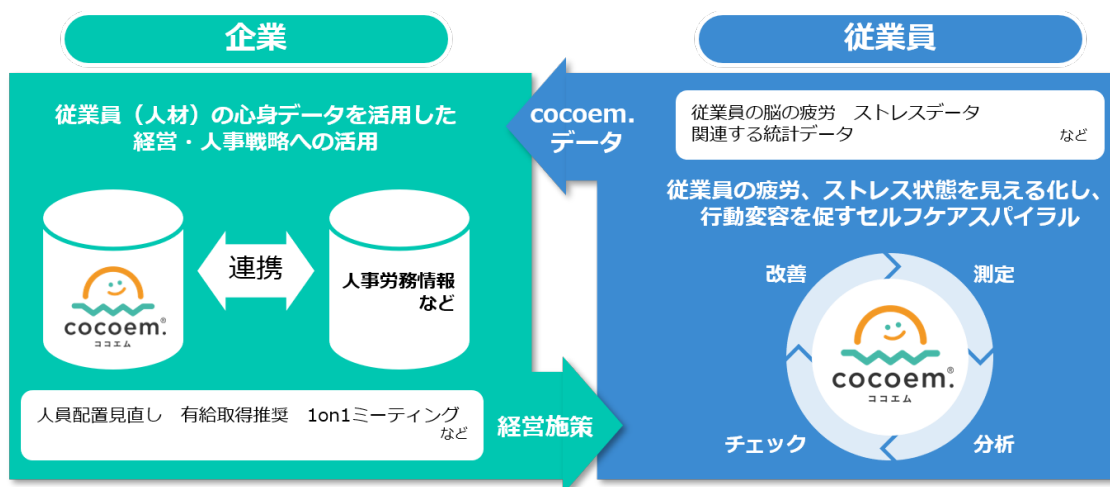 企業
従業員（人材）の心身データを活用した
経営・人事戦略への活用
cocoem.®
ココエム
連携
人事労務情報
など
人員配置見直し　有給取得推奨　1on1ミーティング
など
cocoem.
データ
経営施策
従業員
従業員の脳の疲労　ストレスデータ
関連する統計データ
など
従業員の疲労、ストレス状態を見える化し、
行動変容を促すセルフケアスパイラル
改善
測定
cocoem.®
ココエム
チェック
分析